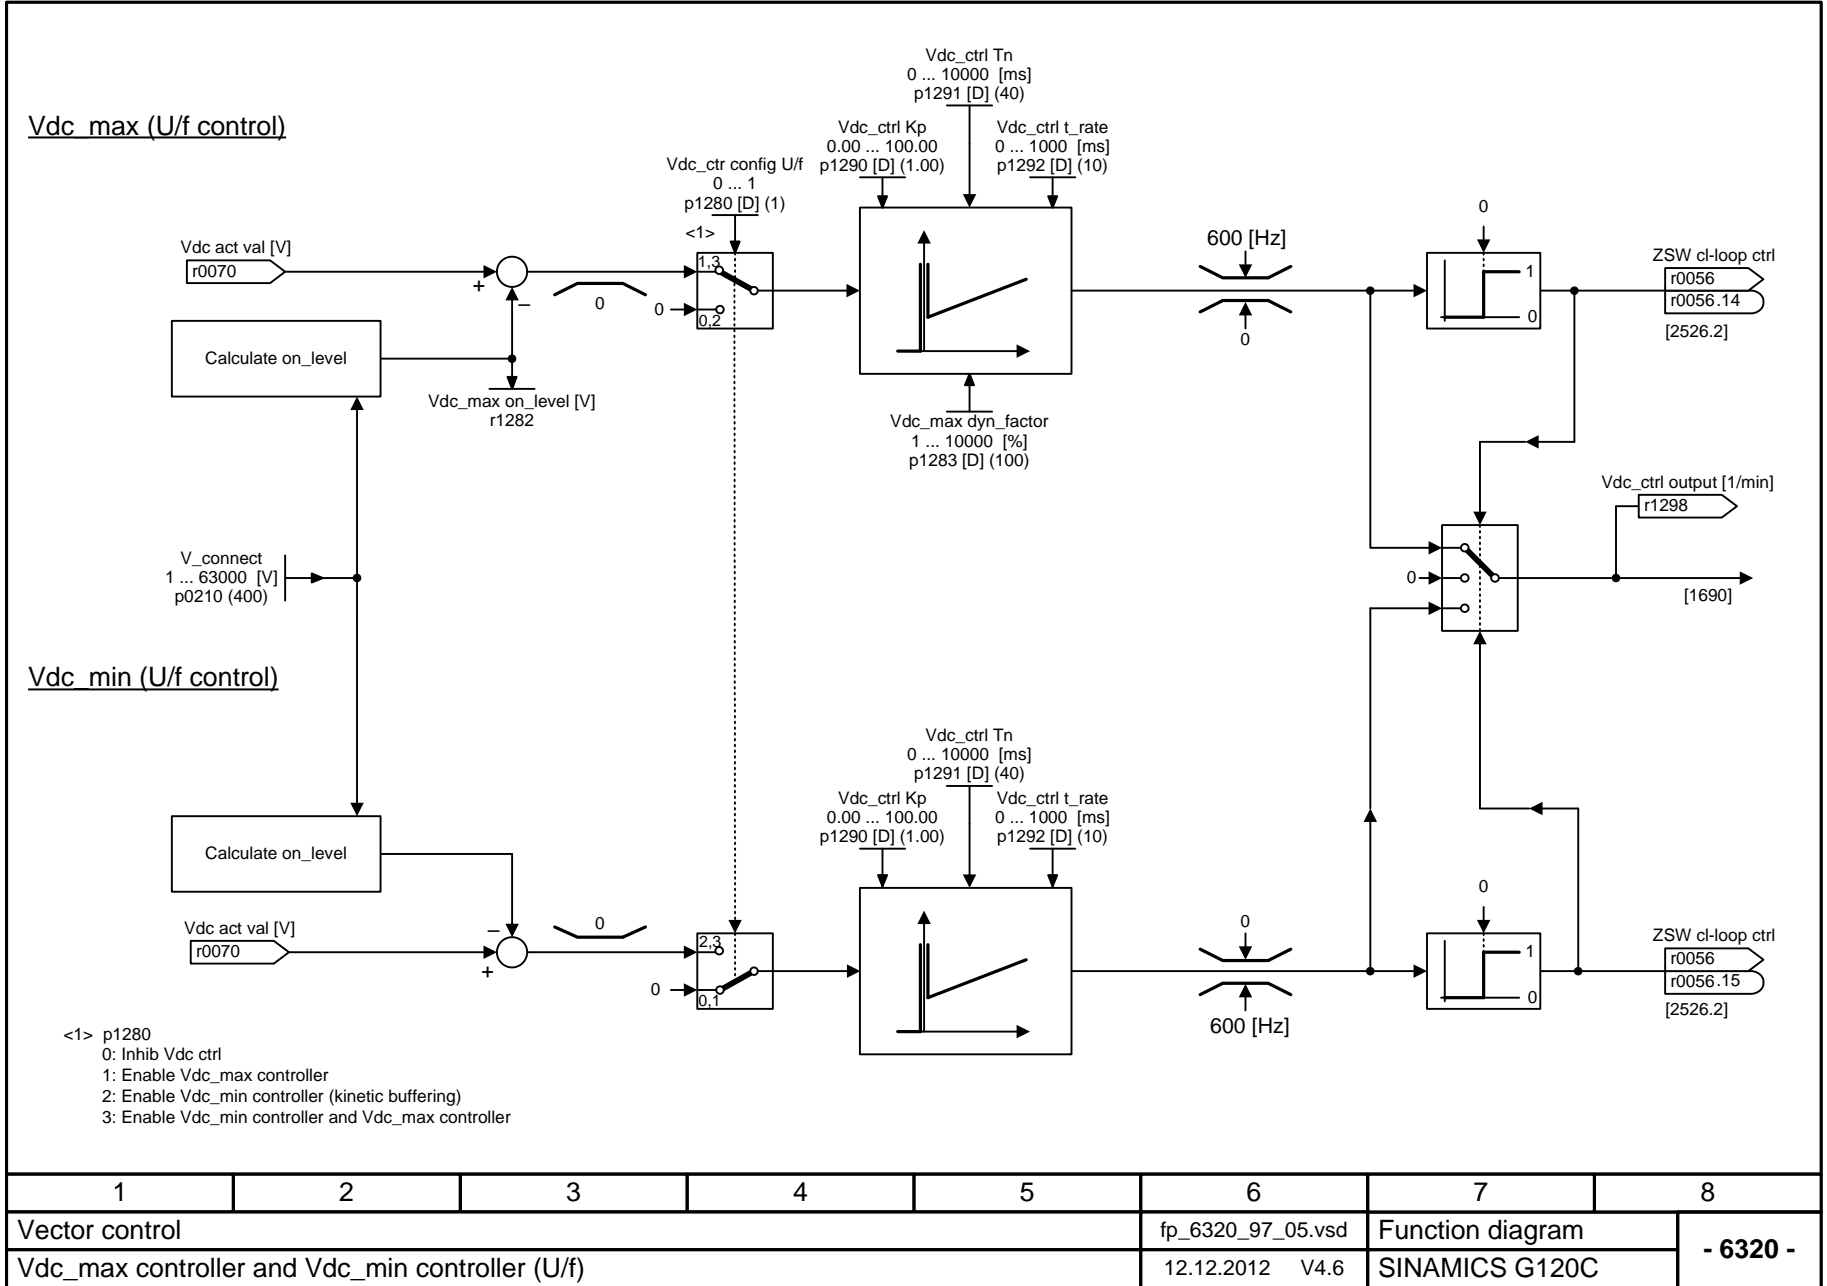 Vdc_max (U/f control)
Vdc_ctrl Tn
0 ... 10000 [ms]
p1291 [D] (40)
Vdc_ctrl Kp
0.00 ... 100.00
p1290 [D] (1.00)
Vdc_ctrl t_rate
0 ... 1000 [ms]
p1292 [D] (10)
Vdc_ctr config U/f
0 ... 1
p1280 [D] (1)
<1>
Vdc act val [V]
r0070
+
–
0
1,3
0
0,2
600 [Hz]
0
0
1
0
ZSW cl-loop ctrl
r0056
r0056.14
[2526.2]
Calculate on_level
Vdc_max on_level [V]
r1282
Vdc_max dyn_factor
1 ... 10000 [%]
p1283 [D] (100)
Vdc_ctrl output [1/min]
r1298
V_connect
1 ... 63000 [V]
p0210 (400)
0
[1690]
Vdc_min (U/f control)
Vdc_ctrl Tn
0 ... 10000 [ms]
p1291 [D] (40)
Vdc_ctrl Kp
0.00 ... 100.00
p1290 [D] (1.00)
Vdc_ctrl t_rate
0 ... 1000 [ms]
p1292 [D] (10)
Calculate on_level
Vdc act val [V]
r0070
–
+
0
2,3
0
0,1
0
600 [Hz]
0
1
0
ZSW cl-loop ctrl
r0056
r0056.15
[2526.2]
<1> p1280
0: Inhib Vdc ctrl
1: Enable Vdc_max controller
2: Enable Vdc_min controller (kinetic buffering)
3: Enable Vdc_min controller and Vdc_max controller
1 2 3 4 5 6 7 8
Vector control
fp_6320_97_05.vsd
Function diagram
- 6320 -
Vdc_max controller and Vdc_min controller (U/f)
12.12.2012 V4.6
SINAMICS G120C